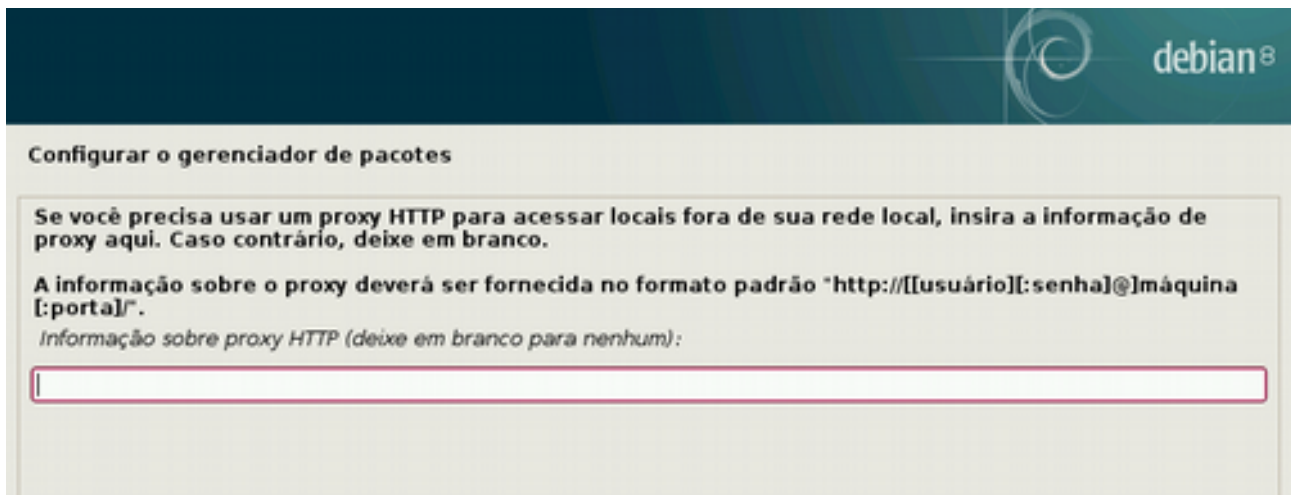 debian 8
Configurar o gerenciador de pacotes
Se você precisa usar um proxy HTTP para acessar locais fora de sua rede local, insira a informação de
proxy aqui. Caso contrário, deixe em branco.
A informação sobre o proxy deverá ser fornecida no formato padrão "http://[[usuário][:senha]@]máquina
[:porta]/".
Informação sobre proxy HTTP (deixe em branco para nenhum):